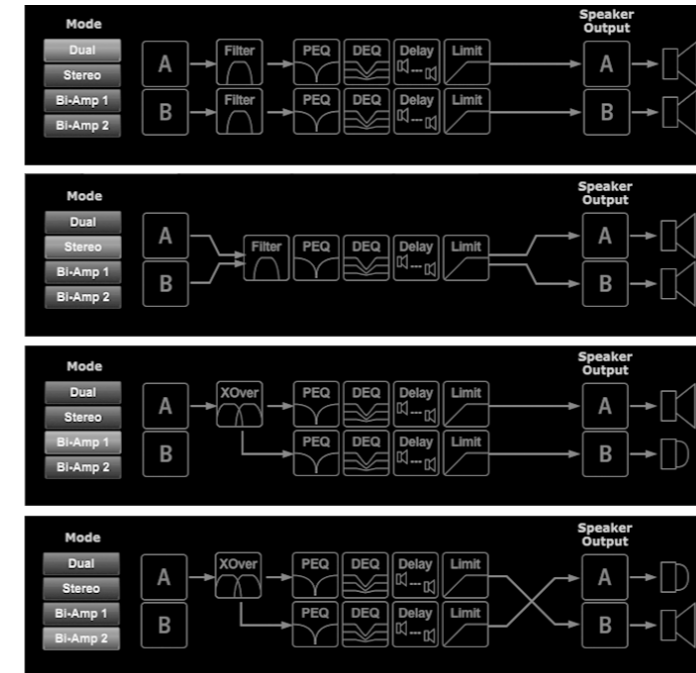 Mode
Speaker
Output
Dual
Stereo
Bi-Amp 1
Bi-Amp 2
A Filter PEQ DEQ Delay Limit A
B Filter PEQ DEQ Delay Limit B
Mode
Speaker
Output
Dual
Stereo
Bi-Amp 1
Bi-Amp 2
A A
Filter PEQ DEQ Delay Limit
B B
Mode
Speaker
Output
Dual
Stereo
Bi-Amp 1
Bi-Amp 2
A XOver PEQ DEQ Delay Limit A
B PEQ DEQ Delay Limit B
Mode
Speaker
Output
Dual
Stereo
Bi-Amp 1
Bi-Amp 2
A XOver PEQ DEQ Delay Limit A
B PEQ DEQ Delay Limit B